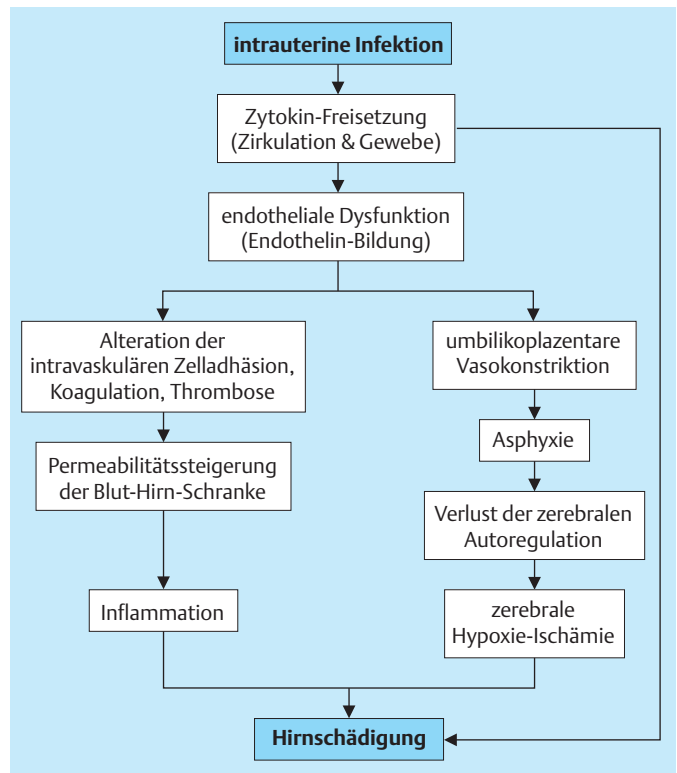 intrauterine Infektion
Zytokin-Freisetzung
(Zirkulation & Gewebe)
endotheliale Dysfunktion
(Endothelin-Bildung)
Alteration der
intravaskulären Zelladhäsion,
Koagulation, Thrombose
Permeabilitätssteigerung
der Blut-Hirn-Schranke
Inflammation
umbilikoplazentare
Vasokonstriktion
Asphyxie
Verlust der zerebralen
Autoregulation
zerebrale
Hypoxie-Ischämie
Hirnschädigung